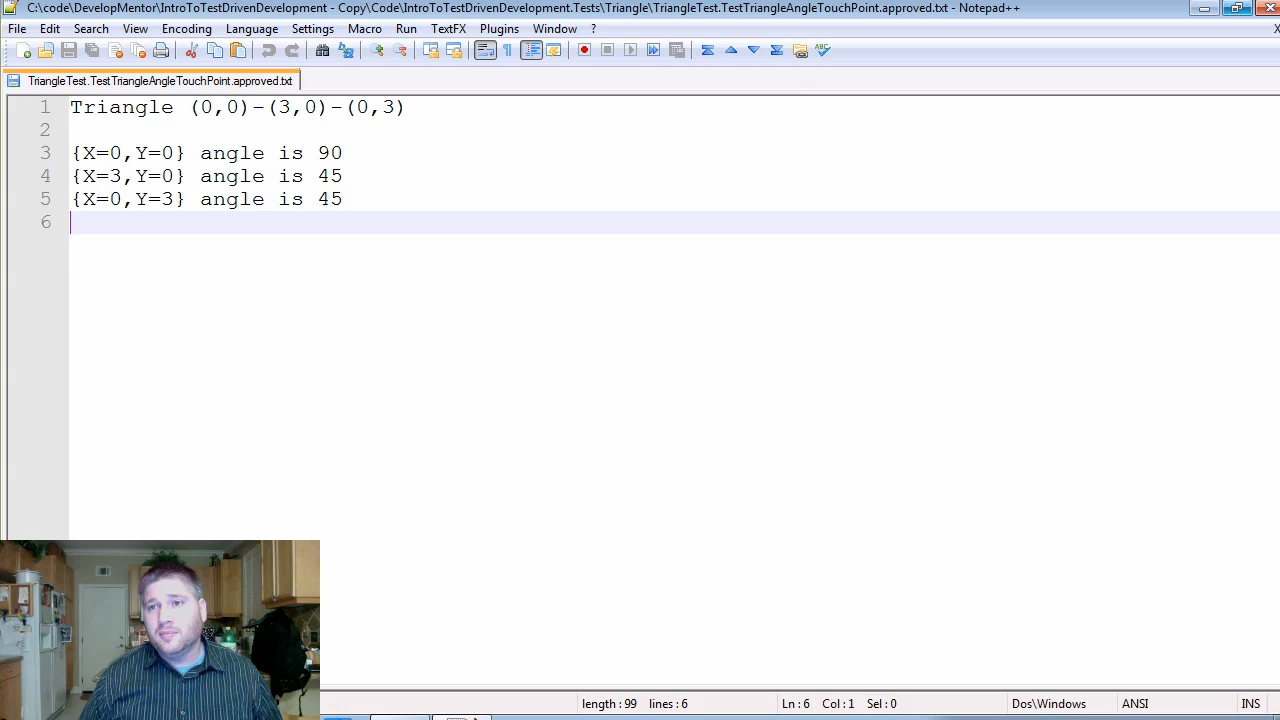 C:\code\DevelopMentor\IntroToTestDrivenDevelopment - Copy\Code\IntroToTestDrivenDevelopment.Tests\Triangle\TriangleTest.TestTriangleAngleTouchPoint.approved.txt - Notepad++
File Edit Search View Encoding Language Settings Macro Run TextFX Plugins Window ? X
TriangleTest.TestTriangleAngleTouchPoint.approved.txt
1 Triangle (0,0)-(3,0)-(0,3)
2
3 {X=0,Y=0} angle is 90
4 {X=3,Y=0} angle is 45
5 {X=0,Y=3} angle is 45
6
length : 99 lines : 6 Ln : 6 Col : 1 Sel : 0 Dos\Windows ANSI INS